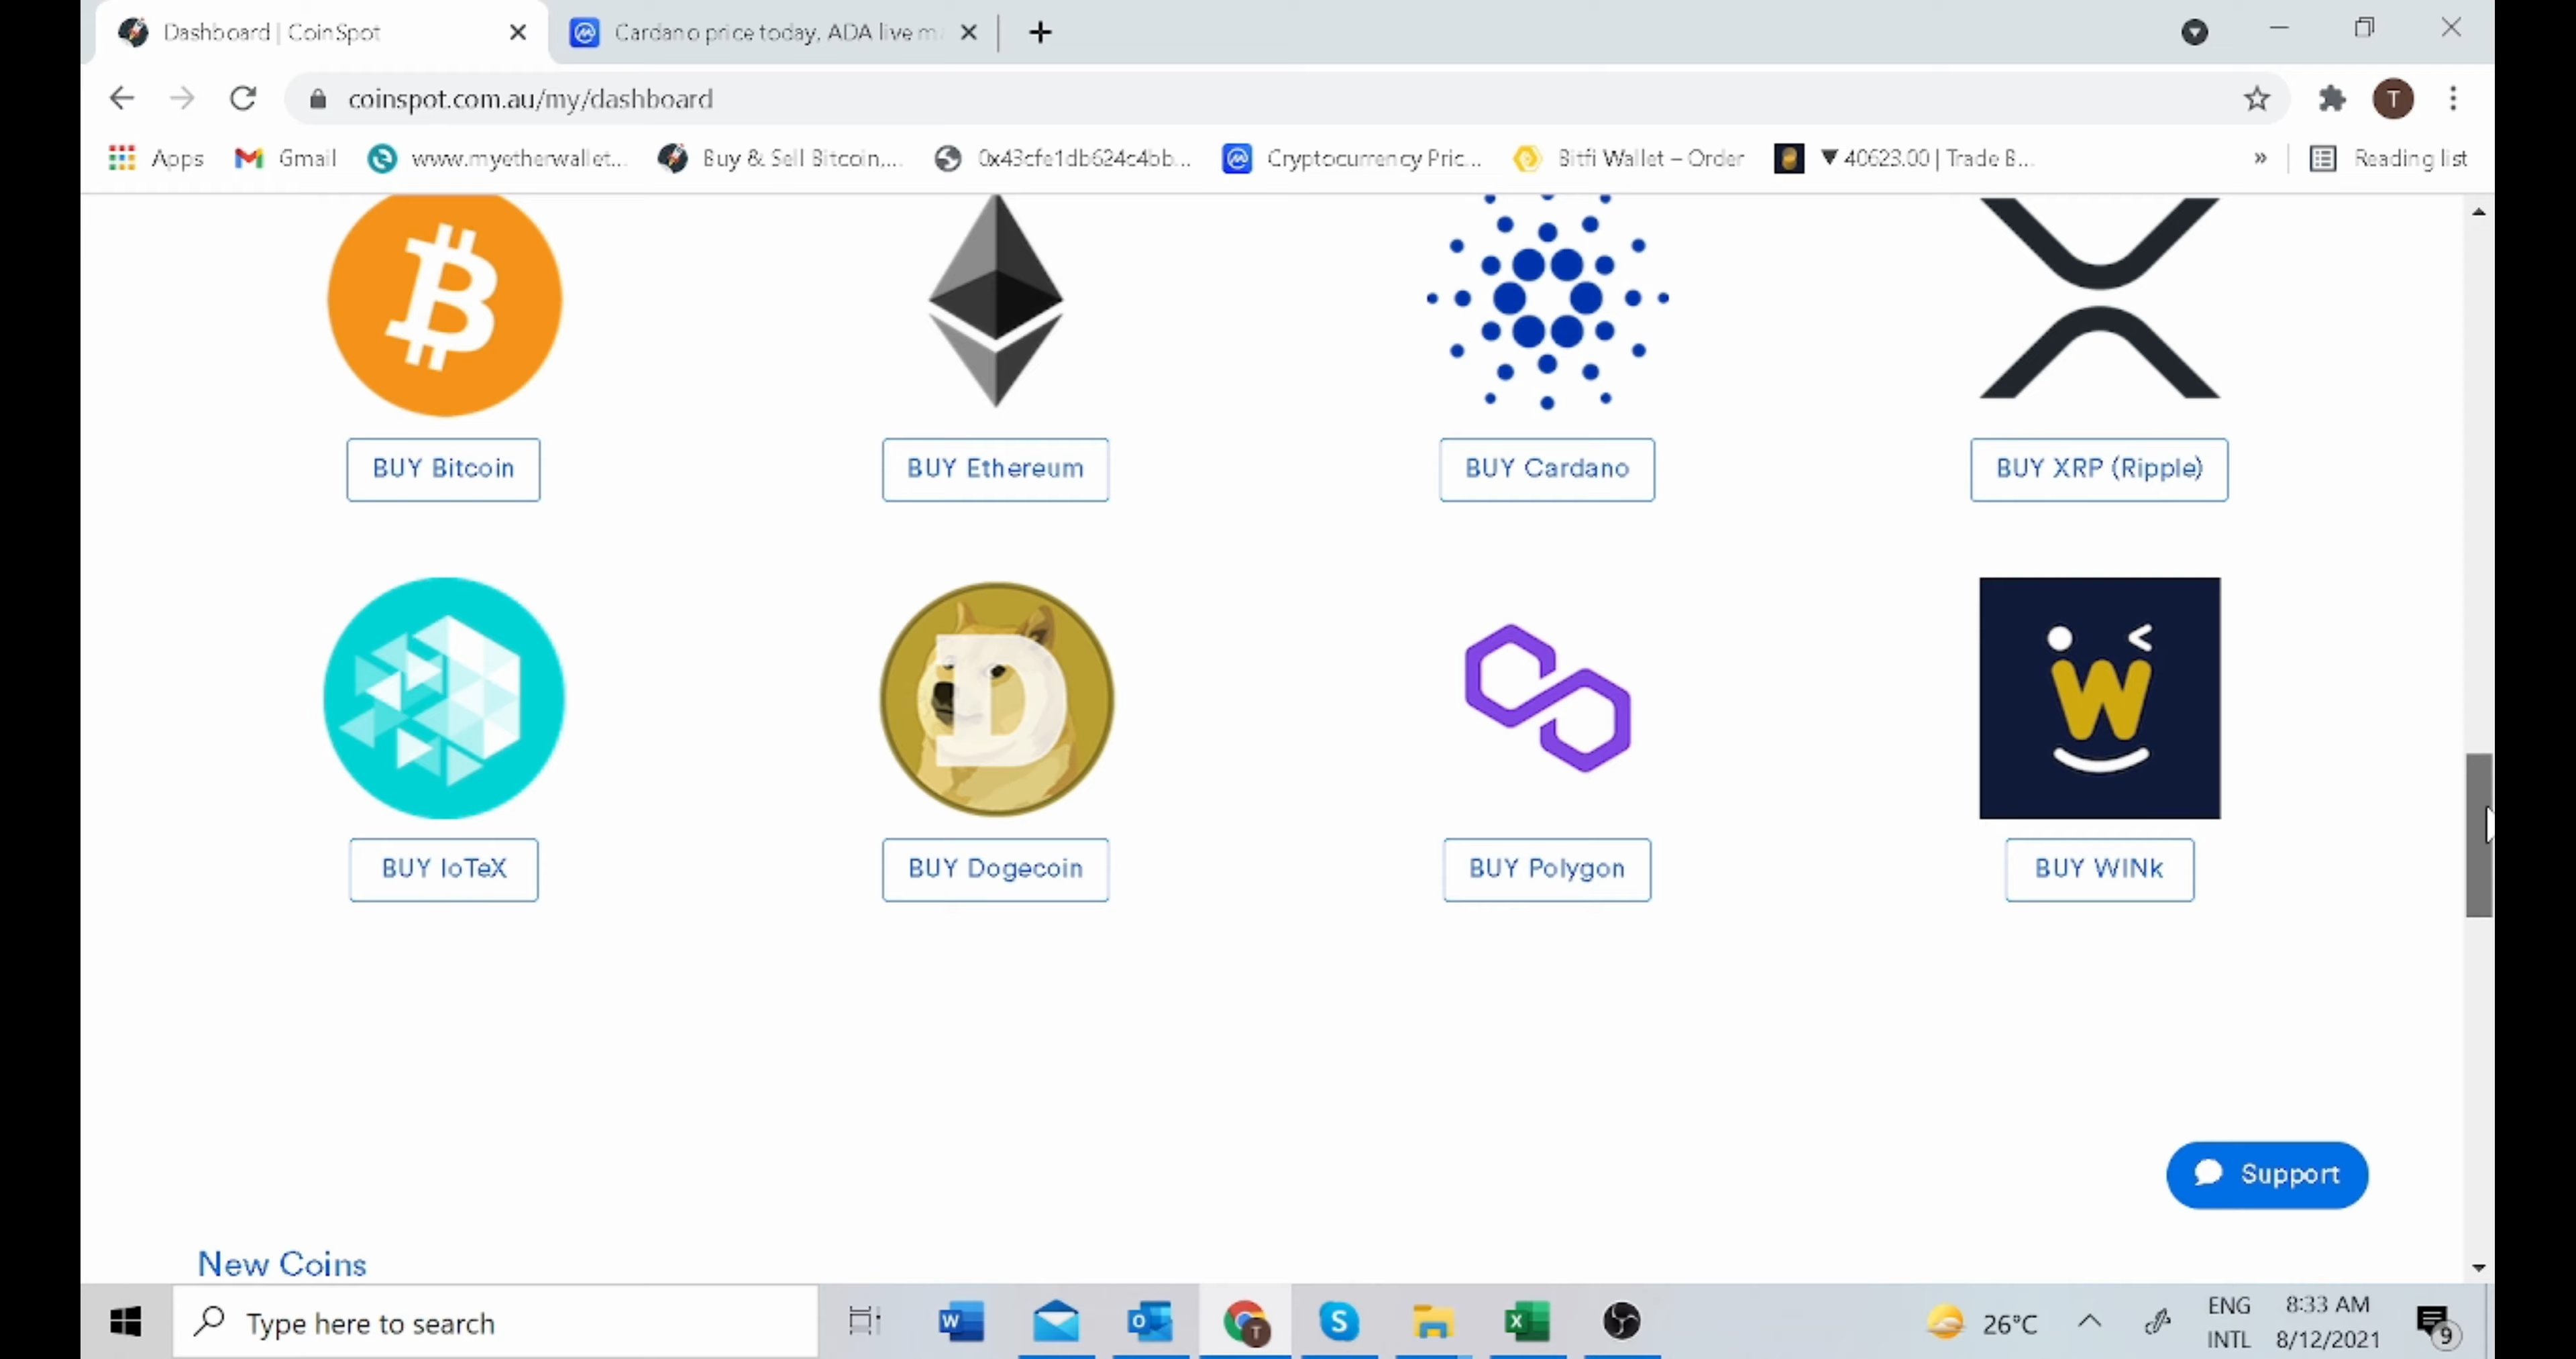 Dashboard | CoinSpot
Cardano price today, ADA live m
coinspot.com.au/my/dashboard
T
Apps
Gmail
www.myetherwallet...
Buy & Sell Bitcoin,...
0x43cfe1db624c4bb...
Cryptocurrency Pric...
Bitfi Wallet – Order
▼ 40623.00 | Trade B...
»
Reading list
BUY Bitcoin
BUY Ethereum
BUY Cardano
BUY XRP (Ripple)
D
W
BUY IoTeX
BUY Dogecoin
BUY Polygon
BUY WINk
Support
New Coins
Type here to search
W
O
T
S
X
26°C
ENG
INTL
8:33 AM
8/12/2021
9